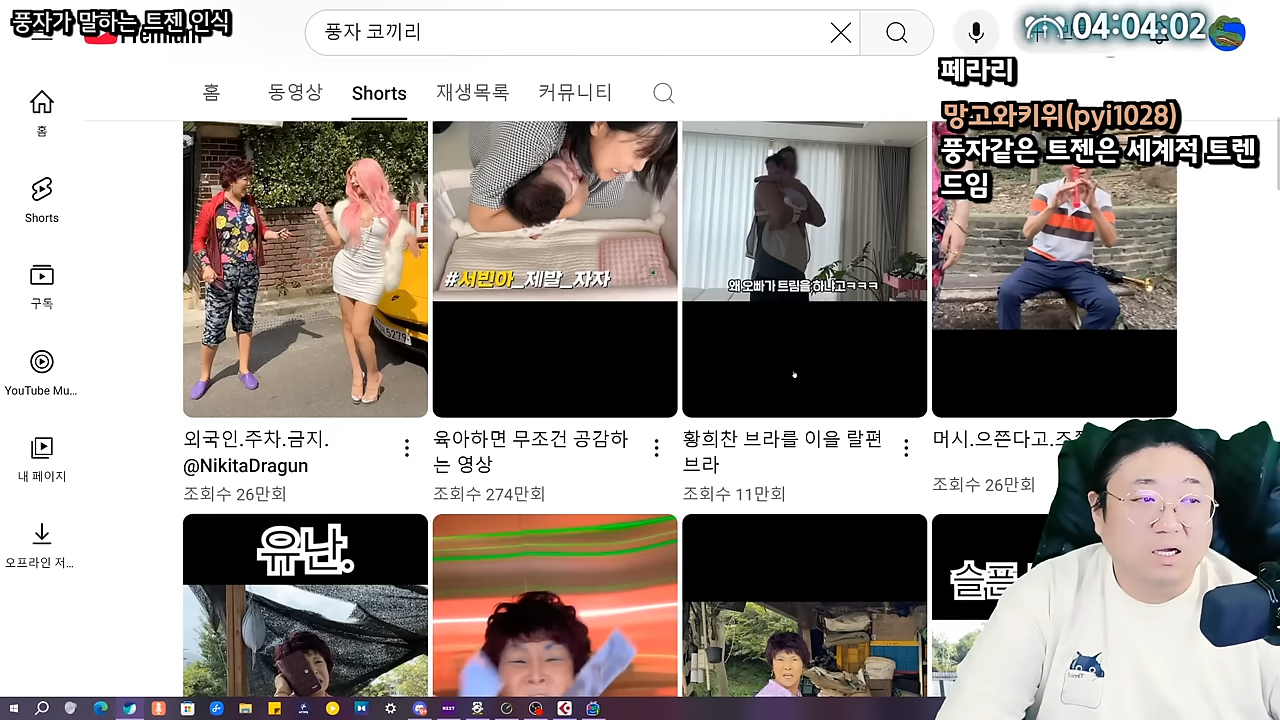 풍자가 말하는 트젠 인식
Premium
풍자 코끼리
04:04:02
홈
동영상
Shorts
재생목록
커뮤니티
페라리
망고와키위(pyi1028)
풍자같은 트젠은 세계적 트렌
드임
홈
Shorts
구독
YouTube Mu...
내 페이지
오프라인 저...
#서빈아_제발_자자
왜 오빠가 트림을 하냐고ㅋㅋㅋ
5279
외국인.주차.금지.
@NikitaDragun
조회수 26만회
육아하면 무조건 공감하
는 영상
조회수 274만회
황희찬 브라를 이을 랄편
브라
조회수 11만회
머시.으쯘다고.
조회수 26만회
유난.
슬픈
NEXT